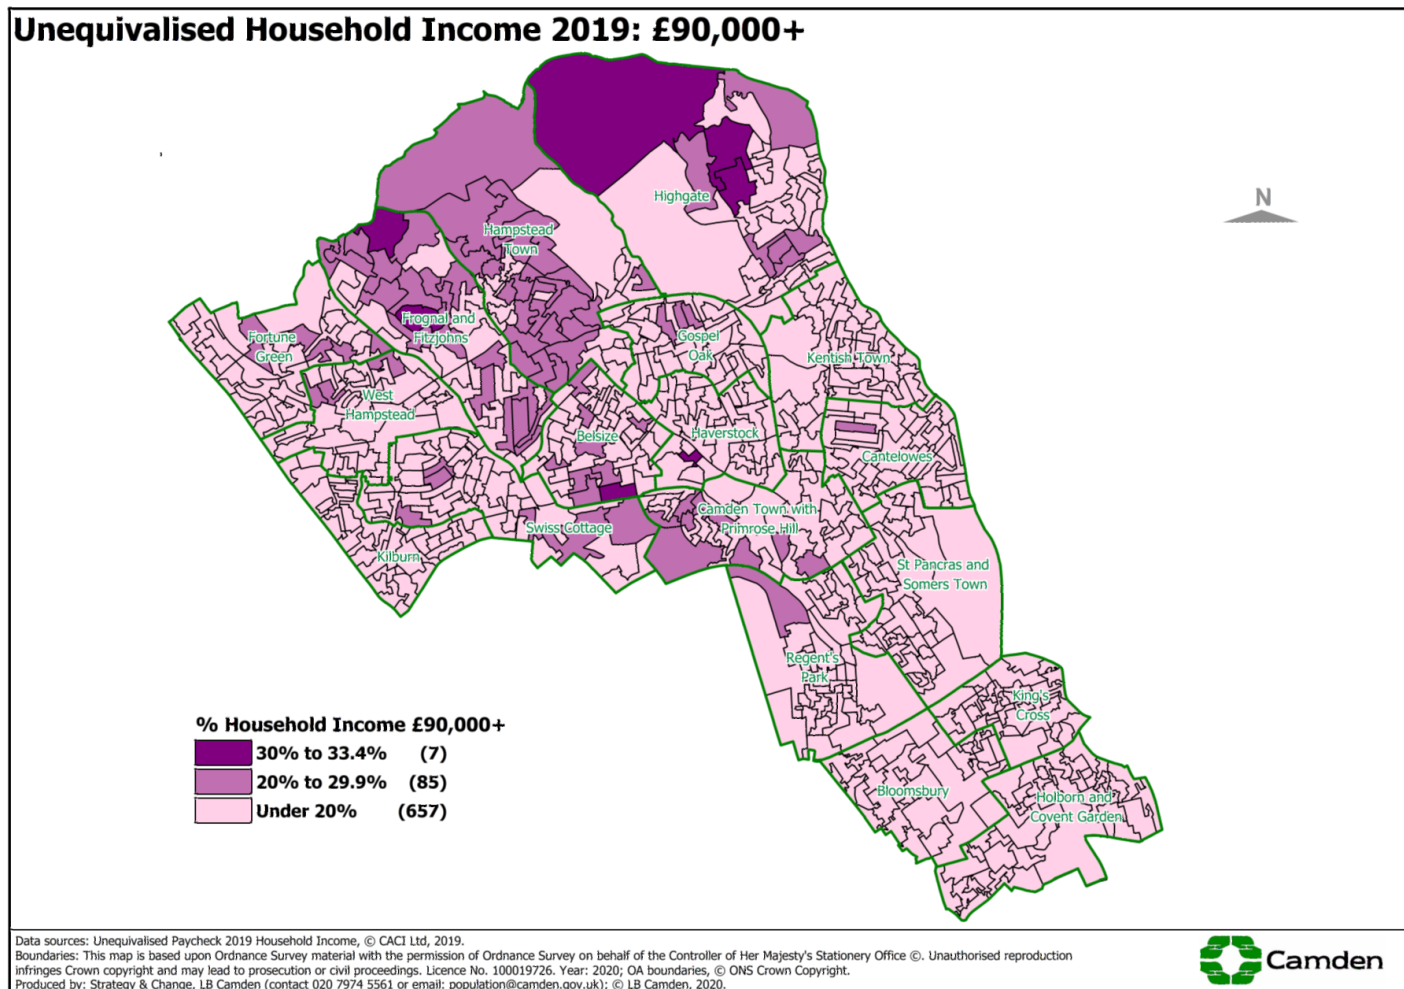 Unequivalised Household Income 2019: £90,000+
N
Highgate
Hampstead
Town
Frognal and
Fitzjohns
Fortune
Green
Gospel
Oak
Kentish Town
West
Hampstead
Belsize
Haverstock
Cantelowes
Swiss Cottage
Camden Town with
Primrose Hill
Kilburn
St Pancras and
Somers Town
Regent's
Park
King's
Cross
Bloomsbury
Holborn and
Covent Garden
% Household Income £90,000+
30% to 33.4% (7)
20% to 29.9% (85)
Under 20% (657)
Data sources: Unequivalised Paycheck 2019 Household Income, © CACI Ltd, 2019.
Boundaries: This map is based upon Ordnance Survey material with the permission of Ordnance Survey on behalf of the Controller of Her Majesty's Stationery Office ©. Unauthorised reproduction
infringes Crown copyright and may lead to prosecution or civil proceedings. Licence No. 100019726. Year: 2020; OA boundaries, © ONS Crown Copyright.
Produced by: Strategy & Change, LB Camden (contact 020 7974 5561 or email: population@camden.gov.uk); © LB Camden, 2020.
Camden